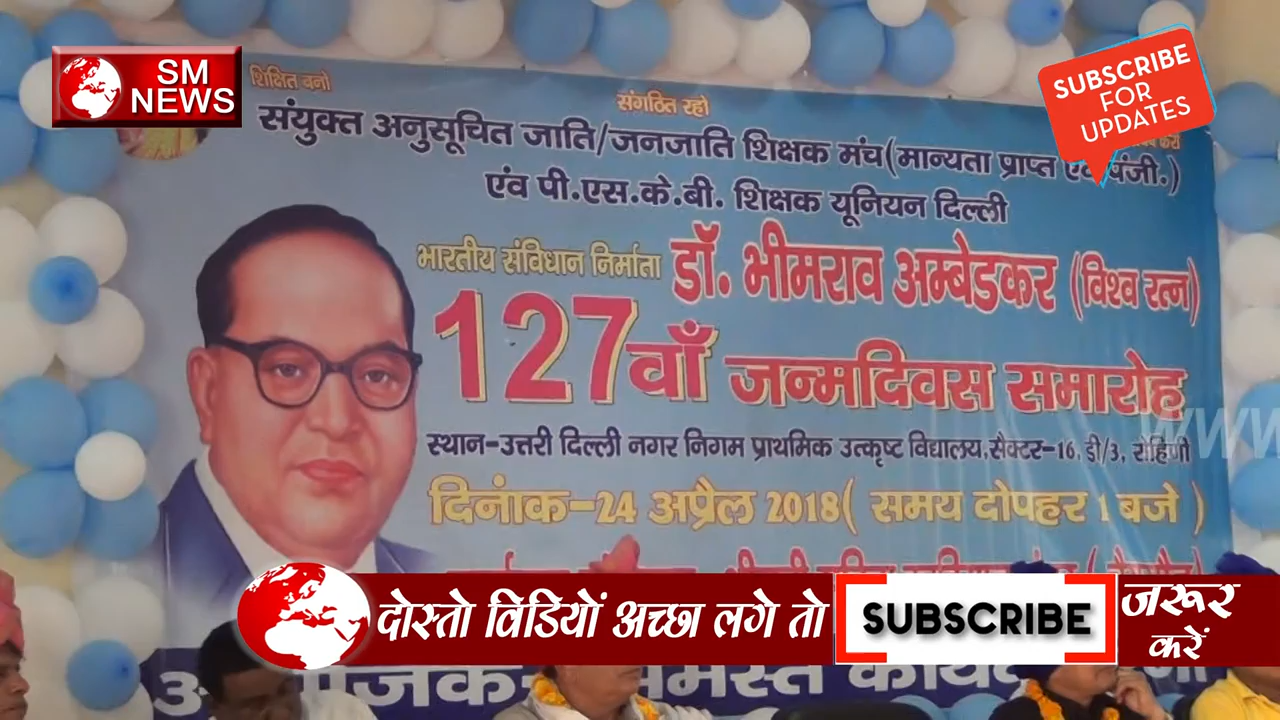 SM
NEWS
शिक्षित बनो
संगठित रहो
SUBSCRIBE
FOR
UPDATES
संयुक्त अनुसूचित जाति/जनजाति शिक्षक मंच(मान्यता प्राप्त एवं पंजी.)
एंव पी.एस.के.बी. शिक्षक यूनियन दिल्ली
भारतीय संविधान निर्माता डॉ. भीमराव अम्बेडकर (विश्व रत्न)
127वाँ जन्मदिवस समारोह
www
स्थान-उत्तरी दिल्ली नगर निगम प्राथमिक उत्कृष्ट विद्यालय,सैक्टर-16, डी/3, रोहिणी
दिनांक-24 अप्रैल 2018( समय दोपहर 1 बजे )
दोस्तो विडियों अच्छा लगे तो SUBSCRIBE जरूर
करें